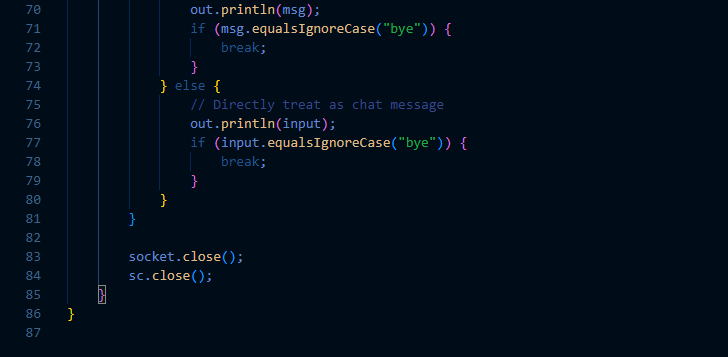 70                    out.println(msg);
71                    if (msg.equalsIgnoreCase("bye")) {
72                        break;
73                    }
74                } else {
75                    // Directly treat as chat message
76                    out.println(input);
77                    if (input.equalsIgnoreCase("bye")) {
78                        break;
79                    }
80                }
81            }
82
83            socket.close();
84            sc.close();
85        }
86    }
87